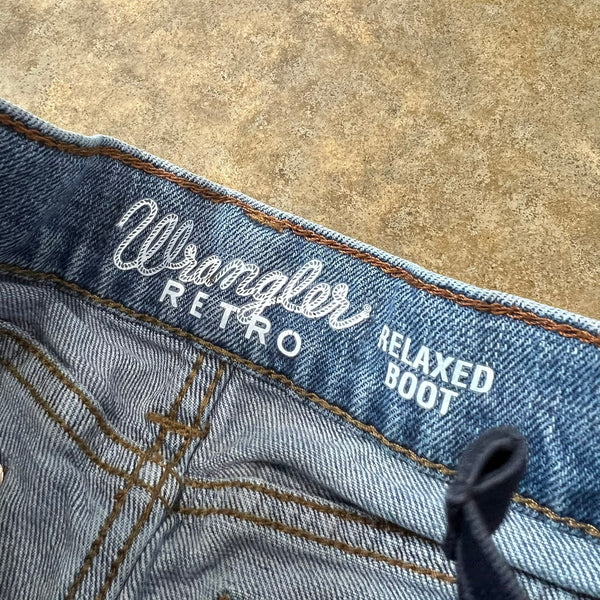 Wrangler
RETRO
RELAXED
BOOT